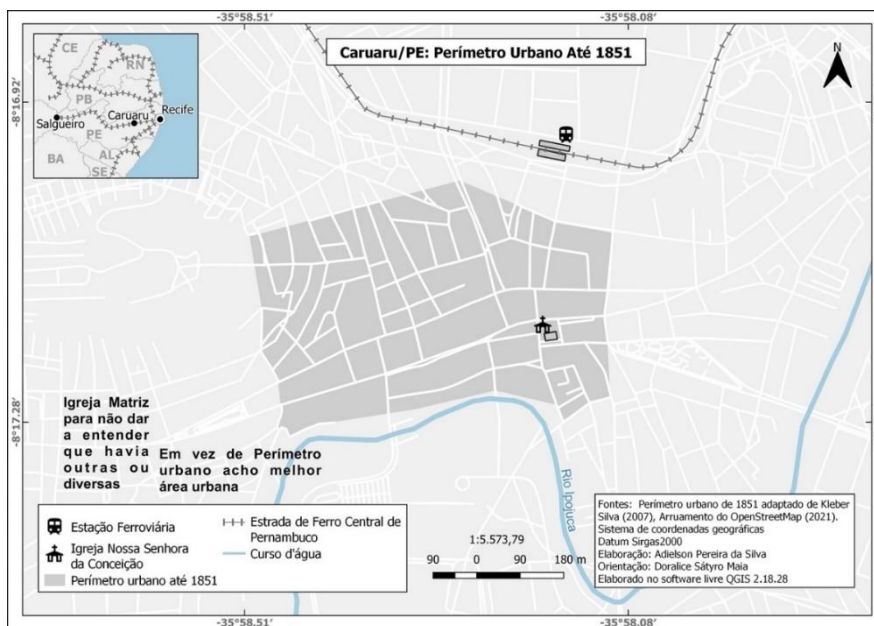 -35°58.51′
-35°58.08′
Caruaru/PE: Perímetro Urbano Até 1851
N
CE
RN
PB
Recife
Caruaru
Salgueiro
PE
BA
AL
SE
-8°16.92′
-8°17.28′
Igreja Matriz
para não dar
a entender
que havia
outras ou
diversas
Em vez de Perímetro
urbano acho melhor
área urbana
Rio Ipojuca
Estação Ferroviária
Igreja Nossa Senhora
da Conceição
Perímetro urbano até 1851
Estrada de Ferro Central de
Pernambuco
Curso d'água
1:5.573,79
90 0 90 180 m
Fontes: Perímetro urbano de 1851 adaptado de Kleber
Silva (2007), Arruamento do OpenStreetMap (2021).
Sistema de coordenadas geográficas
Datum Sirgas2000
Elaboração: Adielson Pereira da Silva
Orientação: Doralice Sátyro Maia
Elaborado no software livre QGIS 2.18.28
-35°58.51′
-35°58.08′